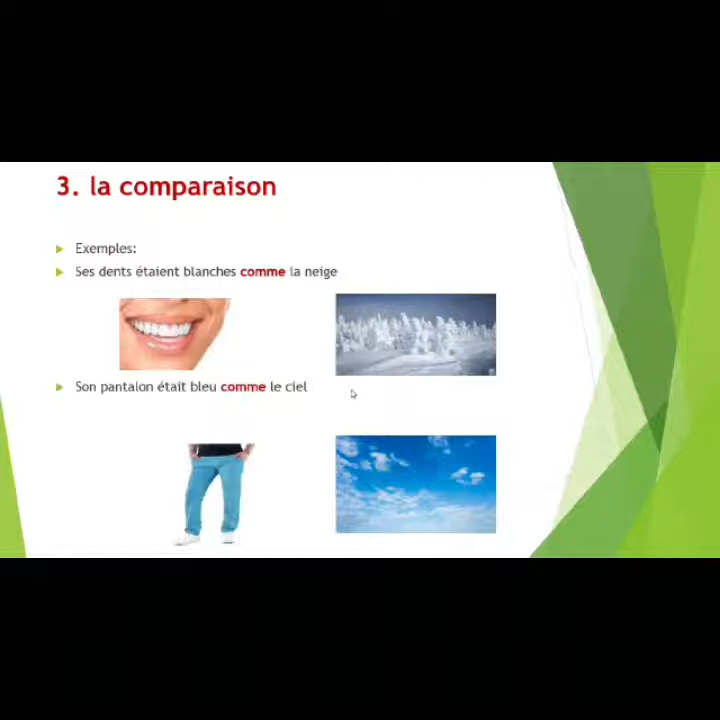 3. la comparaison
Exemples:
Ses dents étaient blanches comme la neige
Son pantalon était bleu comme le ciel